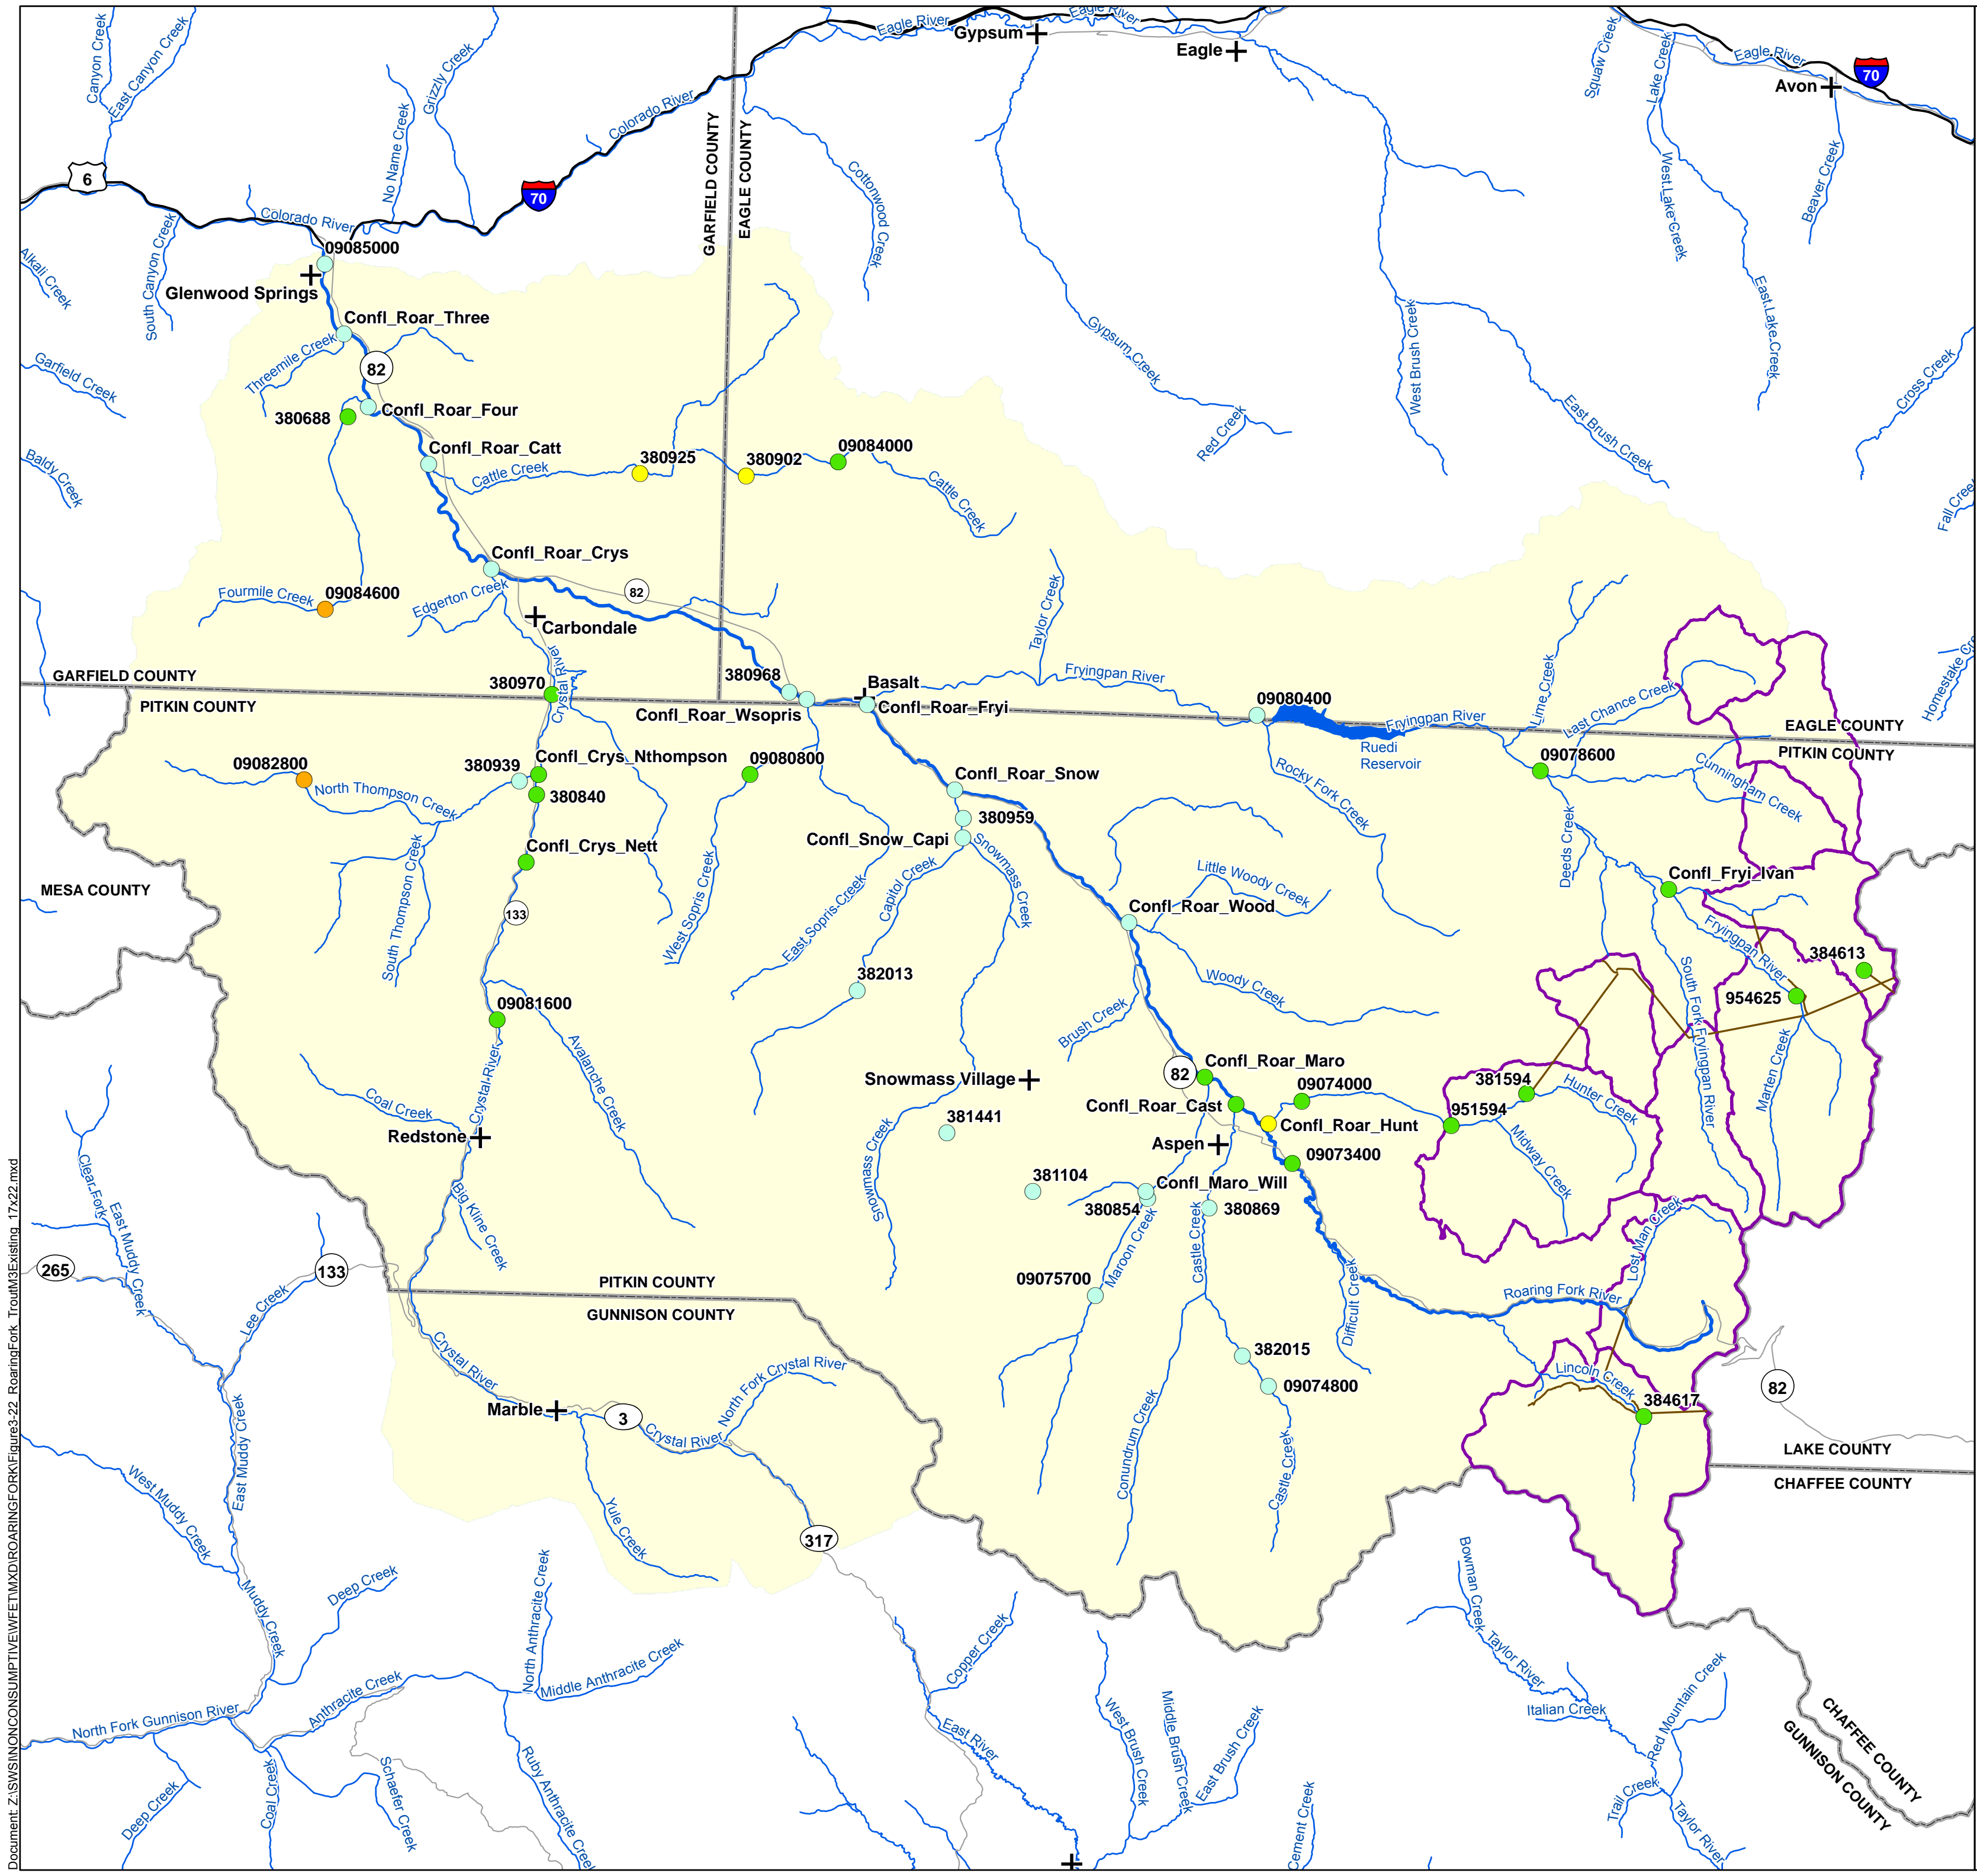 Canyon Creek
East Canyon Creek
Grizzly Creek
No Name Creek
Eagle River
Eagle River
Gypsum
Eagle
Squaw Creek
Lake Creek
Eagle River
70
Avon
Colorado River
GARFIELD COUNTY
EAGLE COUNTY
Cottonwood Creek
West Lake Creek
Beaver Creek
6
70
Colorado River
South Canyon Creek
Alkali Creek
09085000
Glenwood Springs
East Lake Creek
Confl_Roar_Three
Threemile Creek
82
Garfield Creek
Gypsum Creek
West Brush Creek
Red Creek
East Brush Creek
Cross Creek
380688
Confl_Roar_Four
Confl_Roar_Catt
Cattle Creek
380925
380902
09084000
Cattle Creek
Baldy Creek
Fall Creek
Confl_Roar_Crys
82
Fourmile Creek
09084600
Edgerton Creek
Carbondale
Taylor Creek
GARFIELD COUNTY
PITKIN COUNTY
380970
Crystal River
Crystal River
380968
Basalt
Fryingpan River
Confl_Roar_Wsopris
Confl_Roar_Fryi
09080400
Fryingpan River
Ruedi
Reservoir
Lime Creek
Last Chance Creek
EAGLE COUNTY
PITKIN COUNTY
09078600
Cunningham Creek
09082800
North Thompson Creek
380939
Confl_Crys_Nthompson
380840
09080800
Confl_Roar_Snow
380959
Confl_Snow_Capi
Snowmass Creek
Rocky Fork Creek
Deeds Creek
Confl_Crys_Nett
South Thompson Creek
MESA COUNTY
133
West Sopris Creek
East Sopris Creek
Capitol Creek
Little Woody Creek
Confl_Roar_Wood
Confl_Fryi_Ivan
Fryingpan River
384613
954625
South Fork Fryingpan River
Marten Creek
382013
Woody Creek
Brush Creek
09081600
Crystal River
Avalanche Creek
Coal Creek
Redstone
Snowmass Village
381441
Snowmass Creek
82
Confl_Roar_Maro
Confl_Roar_Cast
09074000
Confl_Roar_Hunt
Aspen
09073400
381594
951594
Hunter Creek
Midway Creek
381104
Confl_Maro_Will
380854
380869
Maroon Creek
Castle Creek
09075700
Big Kline Creek
Clear Fork
East Muddy Creek
265
133
Lee Creek
PITKIN COUNTY
GUNNISON COUNTY
Difficult Creek
Lost Man Creek
Roaring Fork River
382015
09074800
Lincoln Creek
384617
82
Crystal River
Marble
3
Crystal River
North Fork Crystal River
Conundrum Creek
Castle Creek
LAKE COUNTY
CHAFFEE COUNTY
East Muddy Creek
West Muddy Creek
Yule Creek
317
Muddy Creek
Deep Creek
North Anthracite Creek
Middle Anthracite Creek
Anthracite Creek
North Fork Gunnison River
Deep Creek
Coal Creek
Schaefer Creek
Ruby Anthracite Creek
Copper Creek
East River
West Brush Creek
Middle Brush Creek
East Brush Creek
Cement Creek
Bowman Creek
Taylor River
Italian Creek
Red Mountain Creek
Trail Creek
Taylor River
CHAFFEE COUNTY
GUNNISON COUNTY
Document: Z:\SWSI\NONCONSUMPTIVE\WFET\MXD\ROARINGFORK\Figure3-22_RoaringFork_TroutM3Existing_17x22.mxd